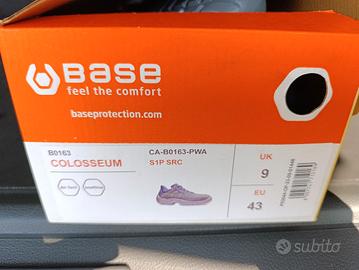 BASE
feel the comfort
baseprotection.com
B0163
COLOSSEUM
CA-B0163-PWA
S1P SRC
UK
9
EU
43
subito